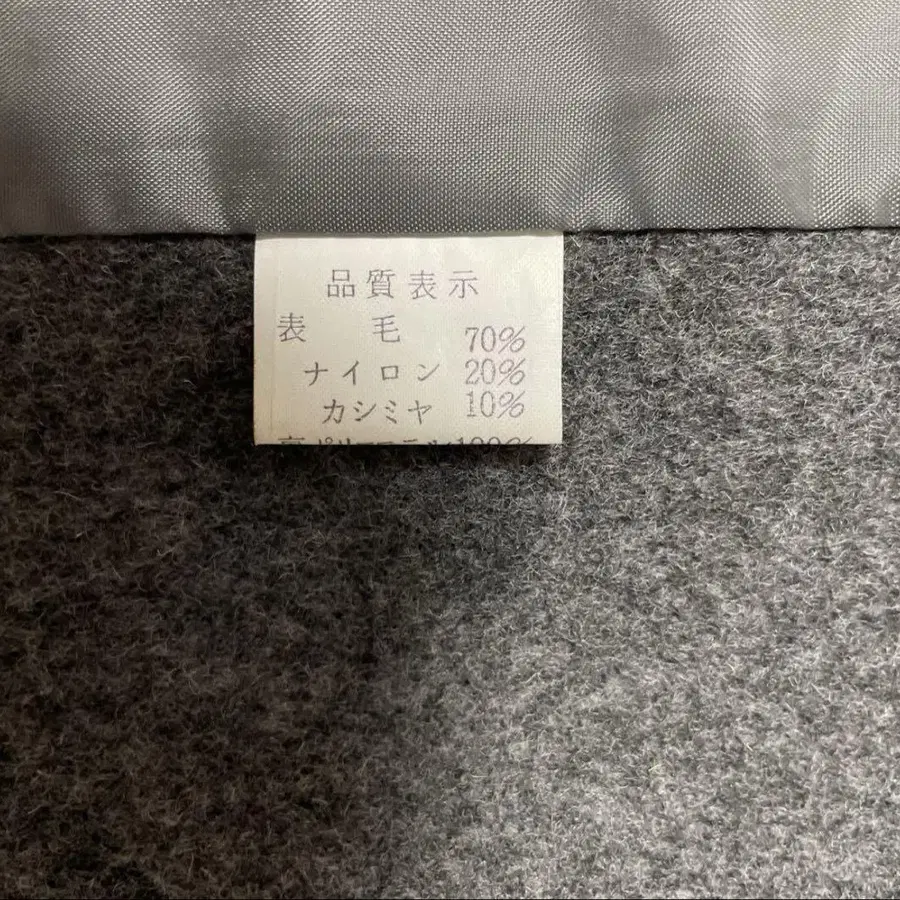 品質表示
表 毛 70%
ナイロン 20%
カシミヤ 10%